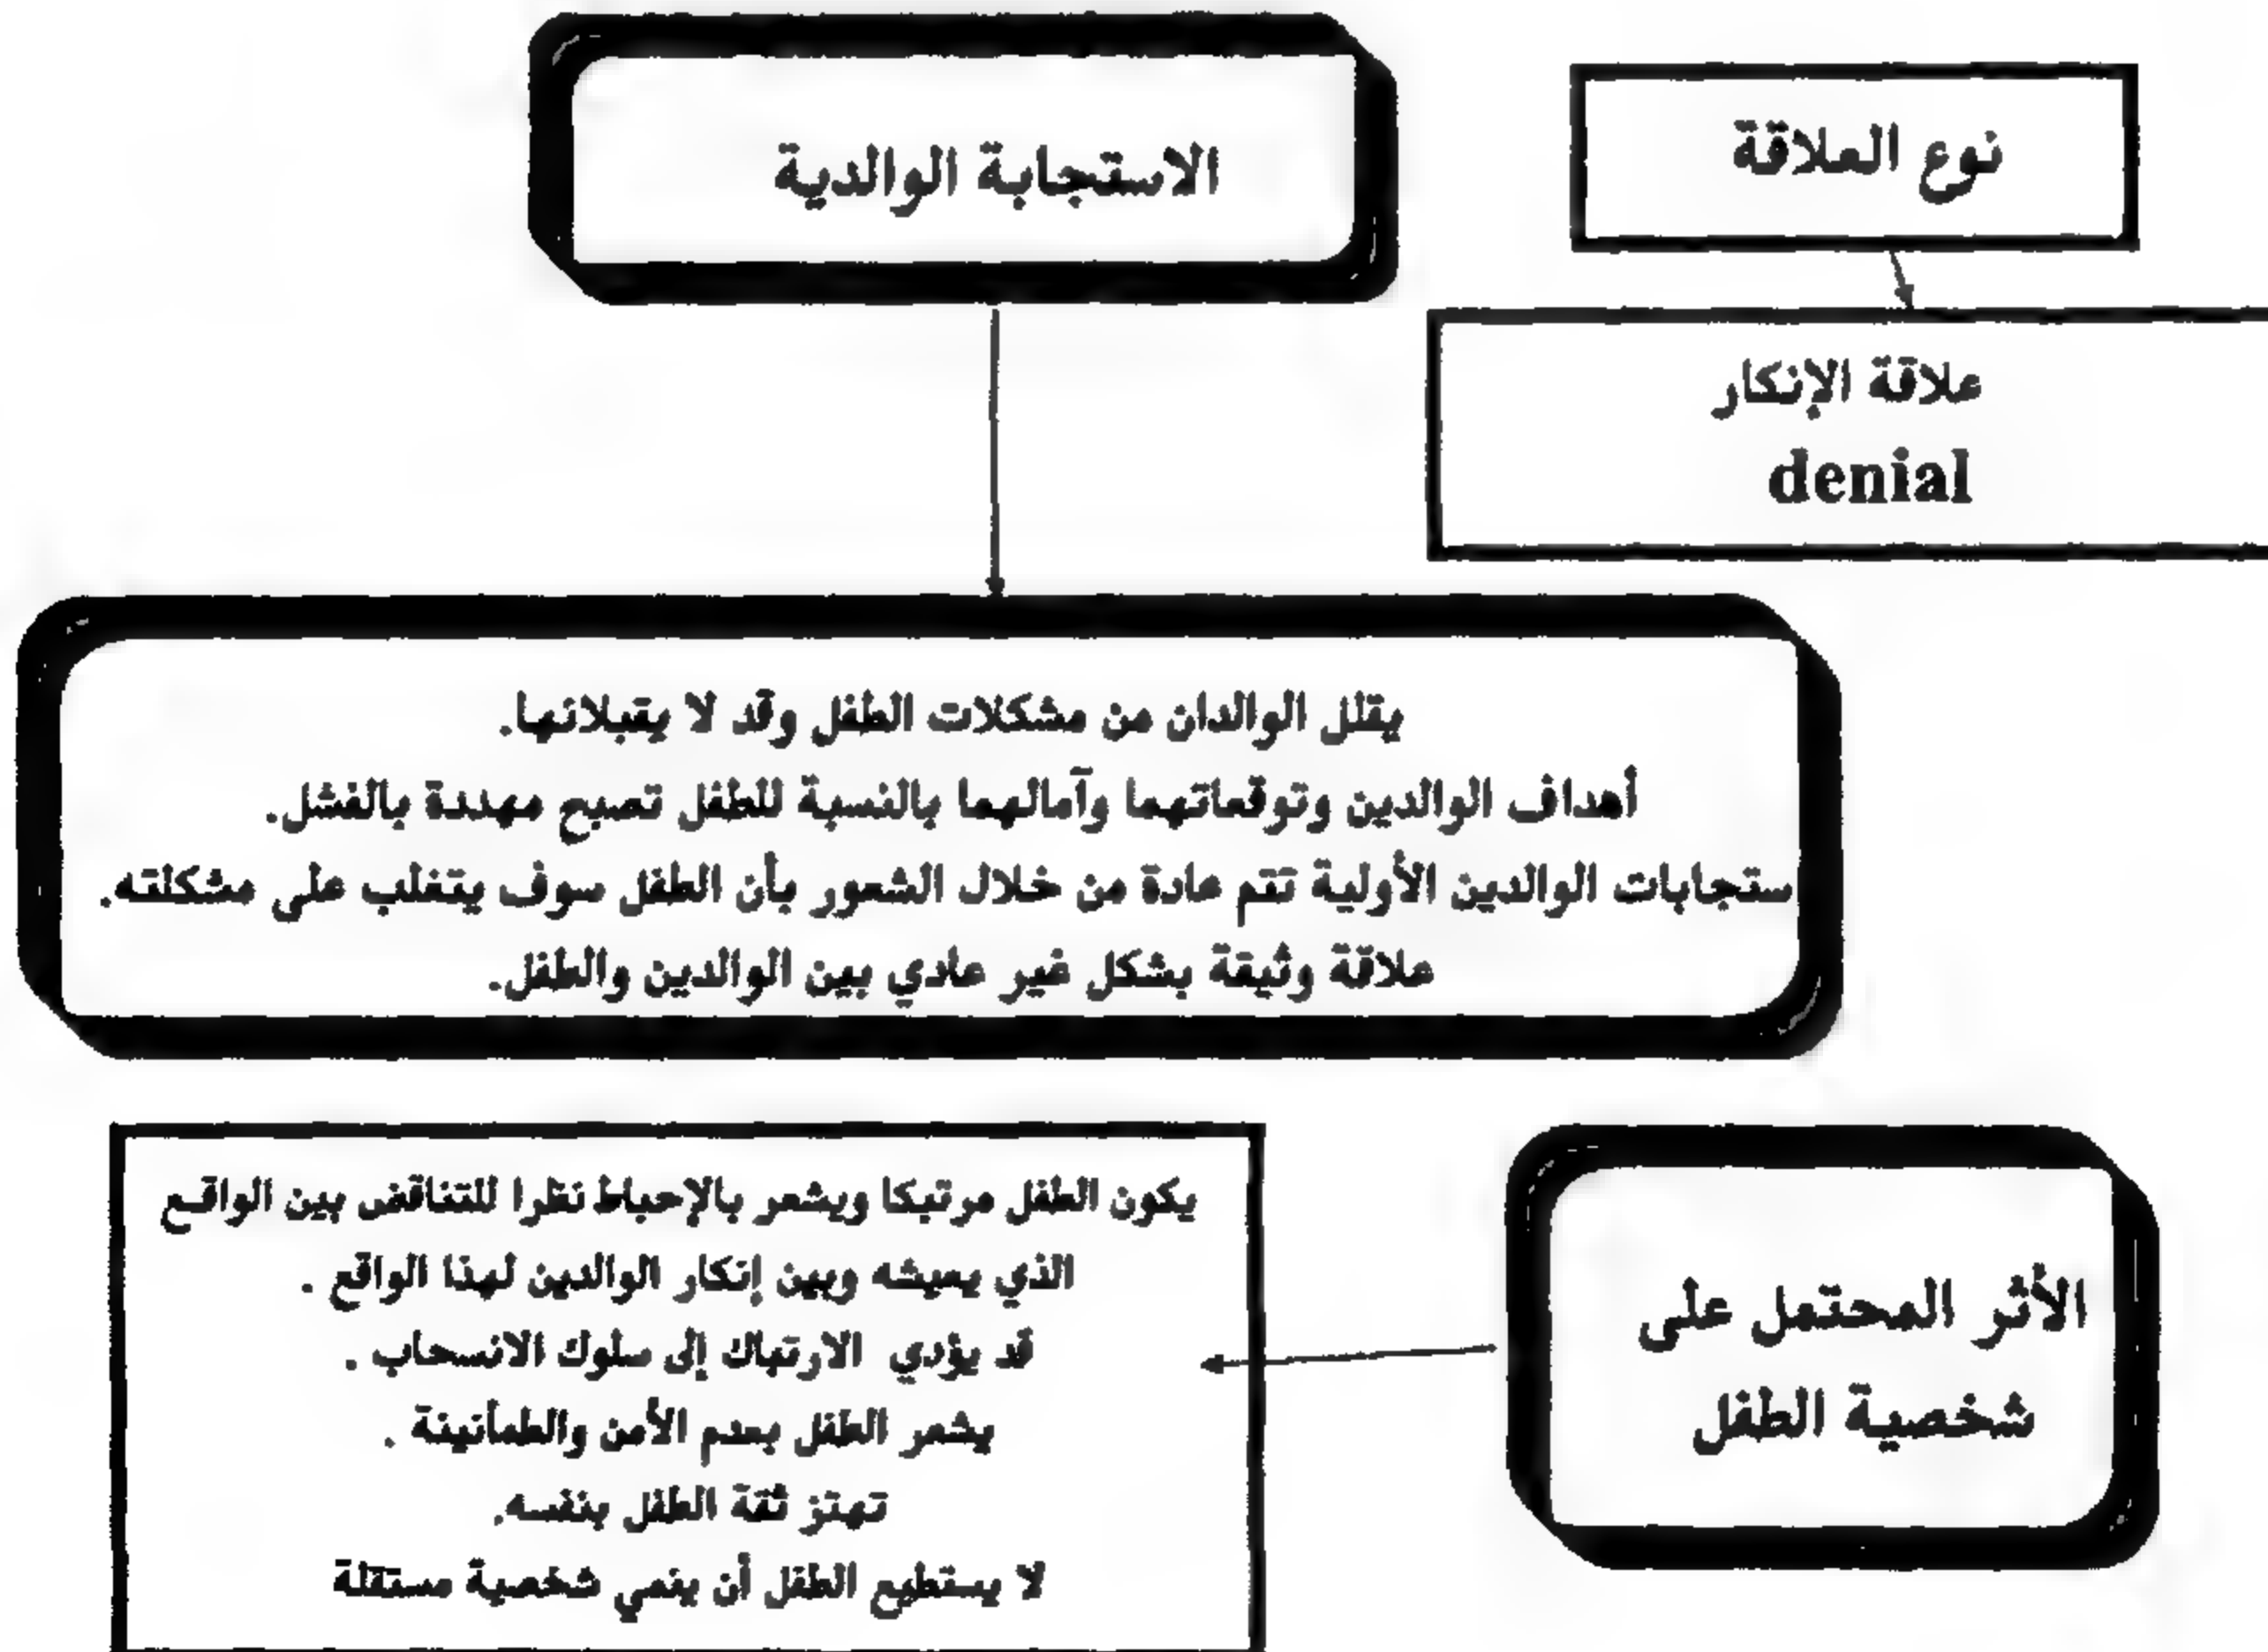 نوع العلاقة
الاستجابة الوالدية
علاقة الإنكار
denial
يقلل الوالدان من مشكلات الطفل وقد لا يقبلانها.
أهداف الوالدين وتوقعاتهما وآمالهما بالنسبة للطفل تصبح مهددة بالفشل.
ستجابات الوالدين الأولية تتم عادة من خلال الشعور بأن الطفل سوف يتغلب على مشكلته.
علاقة وثيقة بشكل غير عادي بين الوالدين والطفل.
الأثر المحتمل على
شخصية الطفل
يكون الطفل مرتبكا ويشعر بالإحباط نظرا للتناقض بين الواقع
الذي يعيشه وبين إنكار الوالدين لهذا الواقع .
قد يؤدي الارتباك إلى سلوك الانسحاب .
يشعر الطفل بعدم الأمن والطمأنينة .
تهتز ثقة الطفل بنفسه.
لا يستطيع الطفل أن ينمي شخصية مستقلة